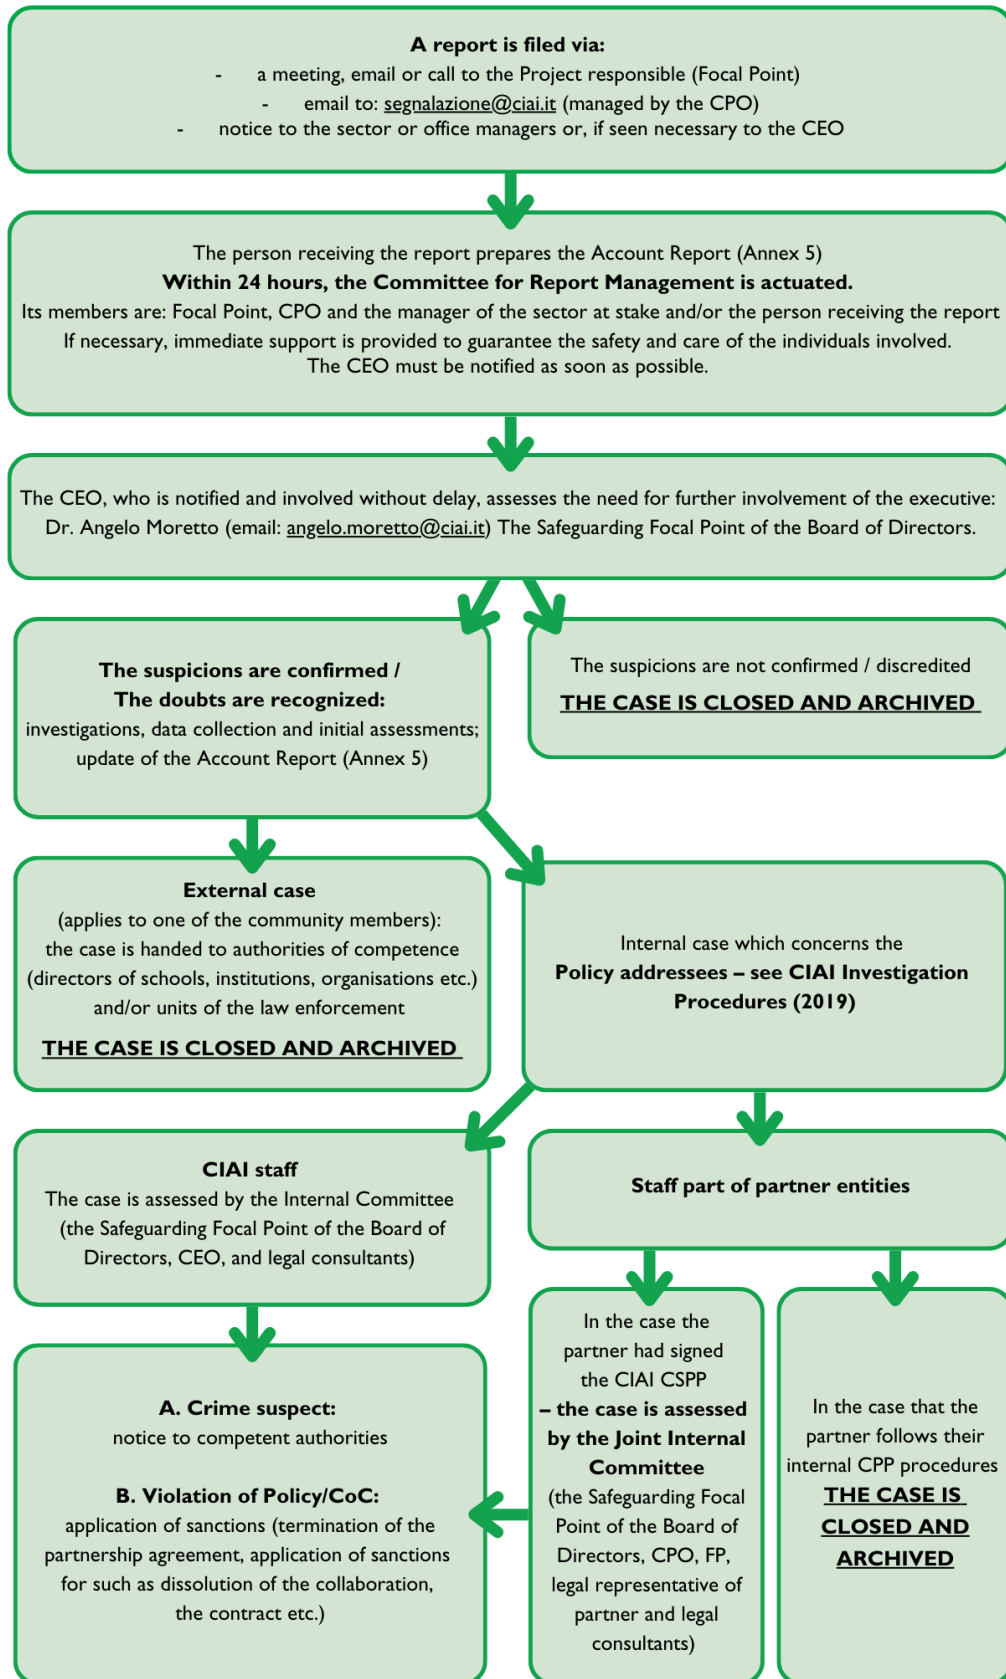 A report is filed via:
- a meeting, email or call to the Project responsible (Focal Point)
- email to: segnalazione@ciai.it (managed by the CPO)
- notice to the sector or office managers or, if seen necessary to the CEO
The person receiving the report prepares the Account Report (Annex 5)
Within 24 hours, the Committee for Report Management is actuated.
Its members are: Focal Point, CPO and the manager of the sector at stake and/or the person receiving the report
If necessary, immediate support is provided to guarantee the safety and care of the individuals involved.
The CEO must be notified as soon as possible.
The CEO, who is notified and involved without delay, assesses the need for further involvement of the executive:
Dr. Angelo Moretto (email: angelo.moretto@ciai.it) The Safeguarding Focal Point of the Board of Directors.
The suspicions are confirmed /
The doubts are recognized:
investigations, data collection and initial assessments;
update of the Account Report (Annex 5)
The suspicions are not confirmed / discredited
THE CASE IS CLOSED AND ARCHIVED
External case
(applies to one of the community members):
the case is handed to authorities of competence
(directors of schools, institutions, organisations etc.)
and/or units of the law enforcement
THE CASE IS CLOSED AND ARCHIVED
Internal case which concerns the
Policy addressees – see CIAI Investigation
Procedures (2019)
CIAI staff
The case is assessed by the Internal Committee
(the Safeguarding Focal Point of the Board of
Directors, CEO, and legal consultants)
Staff part of partner entities
A. Crime suspect:
notice to competent authorities
B. Violation of Policy/CoC:
application of sanctions (termination of the
partnership agreement, application of sanctions
for such as dissolution of the collaboration,
the contract etc.)
In the case the
partner had signed
the CIAI CSPP
– the case is assessed
by the Joint Internal
Committee
(the Safeguarding Focal
Point of the Board of
Directors, CPO, FP,
legal representative of
partner and legal
consultants)
In the case that the
partner follows their
internal CPP procedures
THE CASE IS
CLOSED AND
ARCHIVED